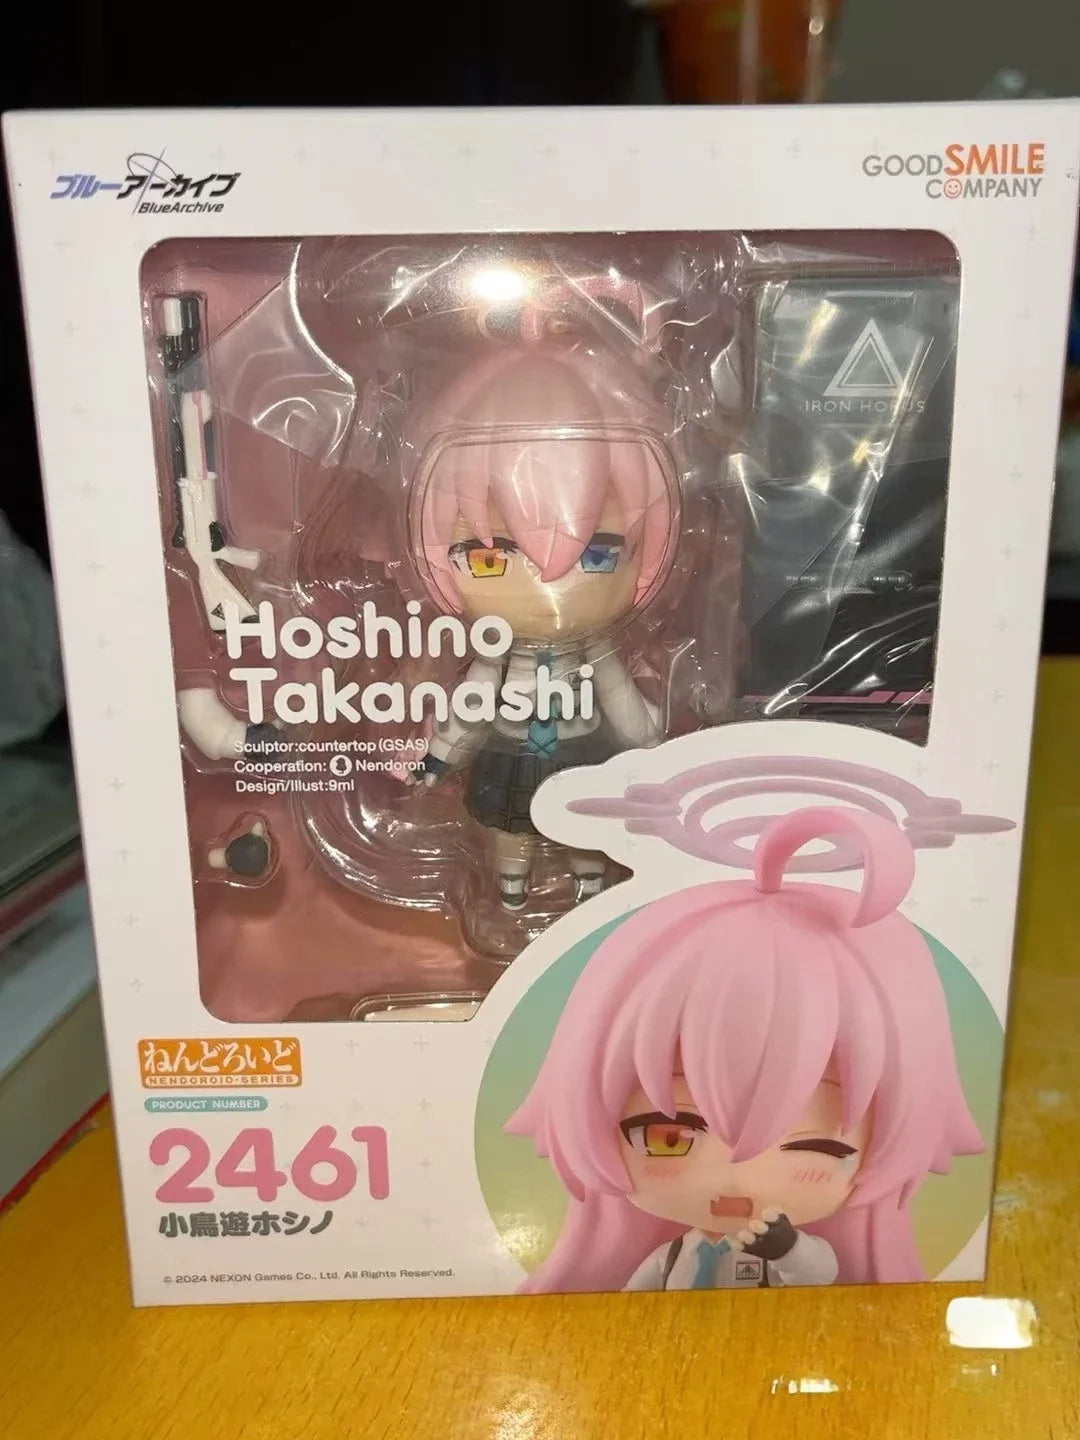 ブルーアーカイブ
BlueArchive
GOOD SMILE
COMPANY
IRON HORUS
Hoshino
Takanashi
Sculptor:countertop (GSAS)
Cooperation: Nendoron
Design/Illust:9ml
ねんどろいど
NENDOROID-SERIES
PRODUCT NUMBER
2461
小鳥遊ホシノ
© 2024 NEXON Games Co., Ltd. All Rights Reserved.